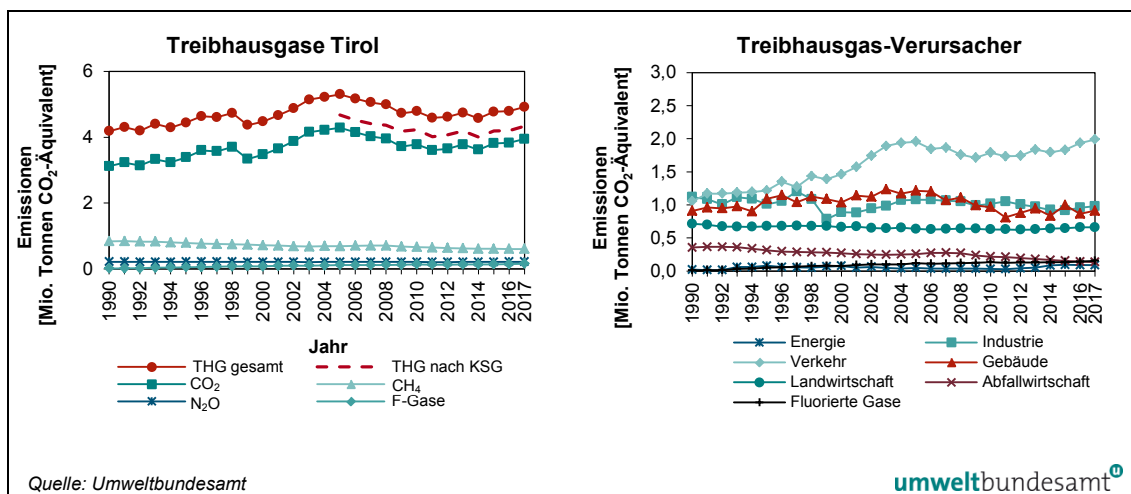 Treibhausgase Tirol
Emissionen
[Mio. Tonnen CO₂-Äquivalent]
6
4
2
0
1990
1992
1994
1996
1998
2000
2002
2004
2006
2008
2010
2012
2014
2016
2017
Jahr
THG gesamt
THG nach KSG
CO₂
CH₄
N₂O
F-Gase
Treibhausgas-Verursacher
Emissionen
[Mio. Tonnen CO₂-Äquivalent]
3,0
2,5
2,0
1,5
1,0
0,5
0,0
1990
1992
1994
1996
1998
2000
2002
2004
2006
2008
2010
2012
2014
2016
2017
Energie
Industrie
Verkehr
Gebäude
Landwirtschaft
Abfallwirtschaft
Fluorierte Gase
Quelle: Umweltbundesamt
umweltbundesamt u